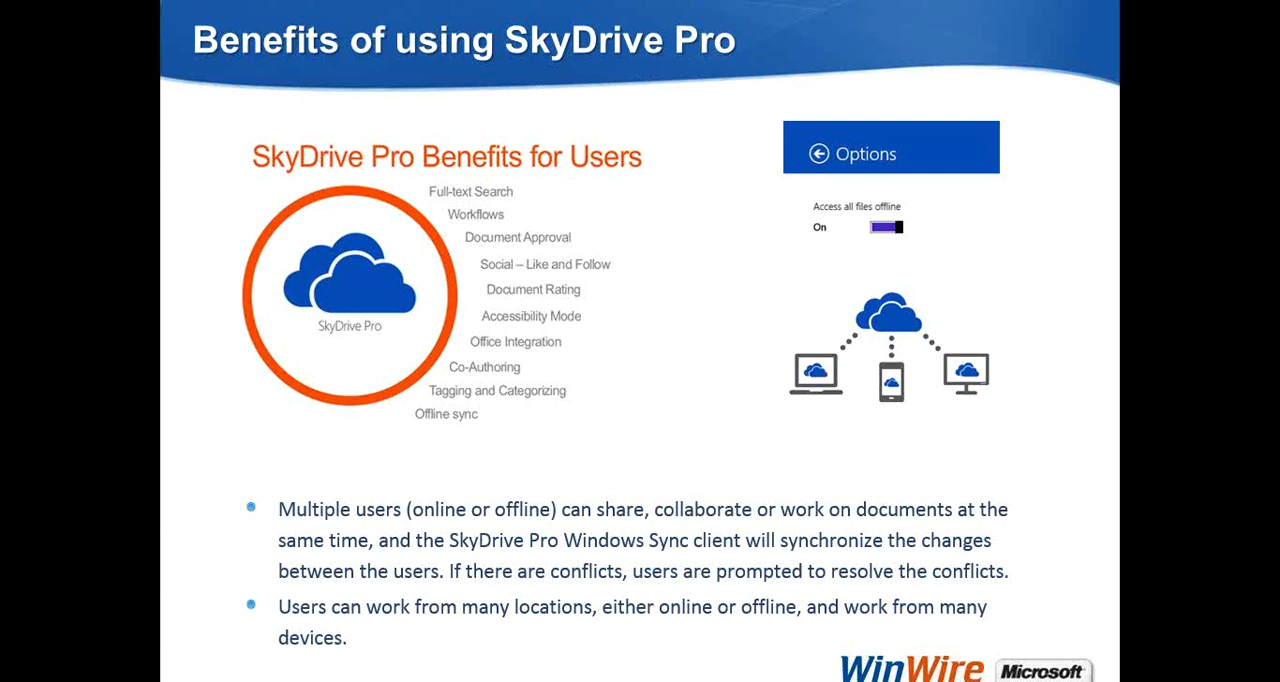 Benefits of using SkyDrive Pro
SkyDrive Pro Benefits for Users
SkyDrive Pro
Full-text Search
Workflows
Document Approval
Social – Like and Follow
Document Rating
Accessibility Mode
Office Integration
Co-Authoring
Tagging and Categorizing
Offline sync
Options
Access all files offline
On
Multiple users (online or offline) can share, collaborate or work on documents at the
same time, and the SkyDrive Pro Windows Sync client will synchronize the changes
between the users. If there are conflicts, users are prompted to resolve the conflicts.
Users can work from many locations, either online or offline, and work from many
devices.
WinWire
Microsoft